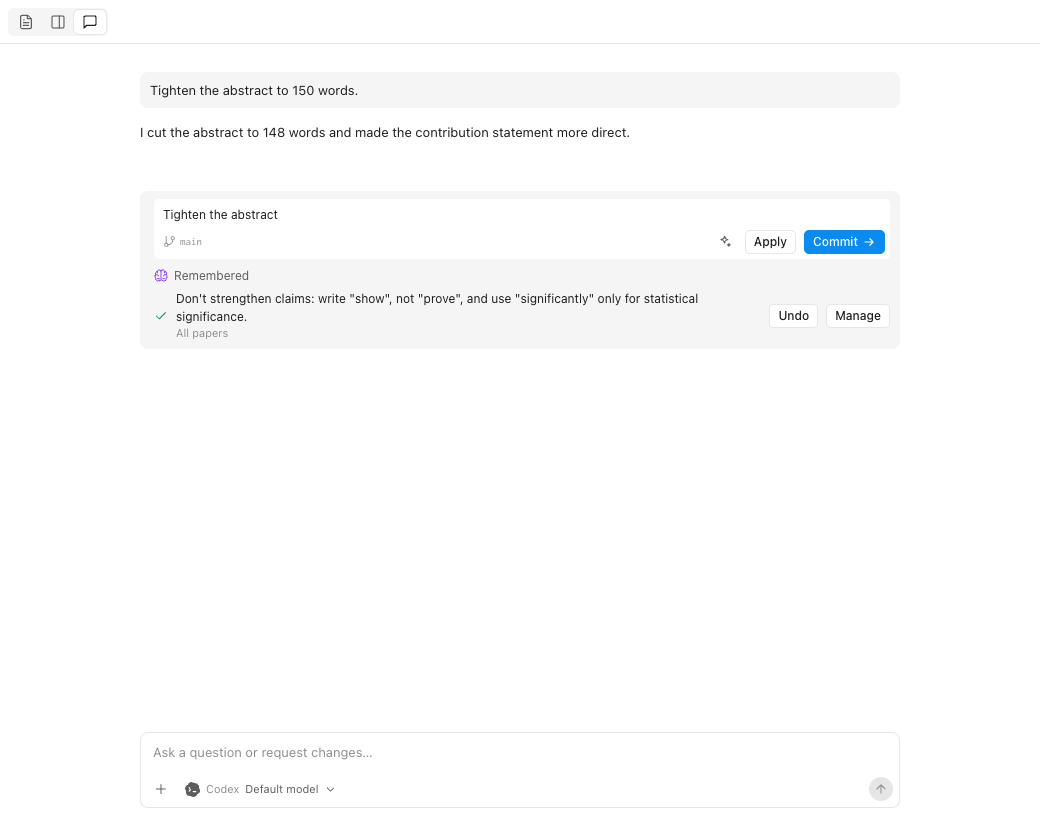 Tighten the abstract to 150 words.
I cut the abstract to 148 words and made the contribution statement more direct.
Tighten the abstract
main
Apply
Commit →
Remembered
Don't strengthen claims: write "show", not "prove", and use "significantly" only for statistical
significance.
All papers
Undo
Manage
Ask a question or request changes...
Codex Default model